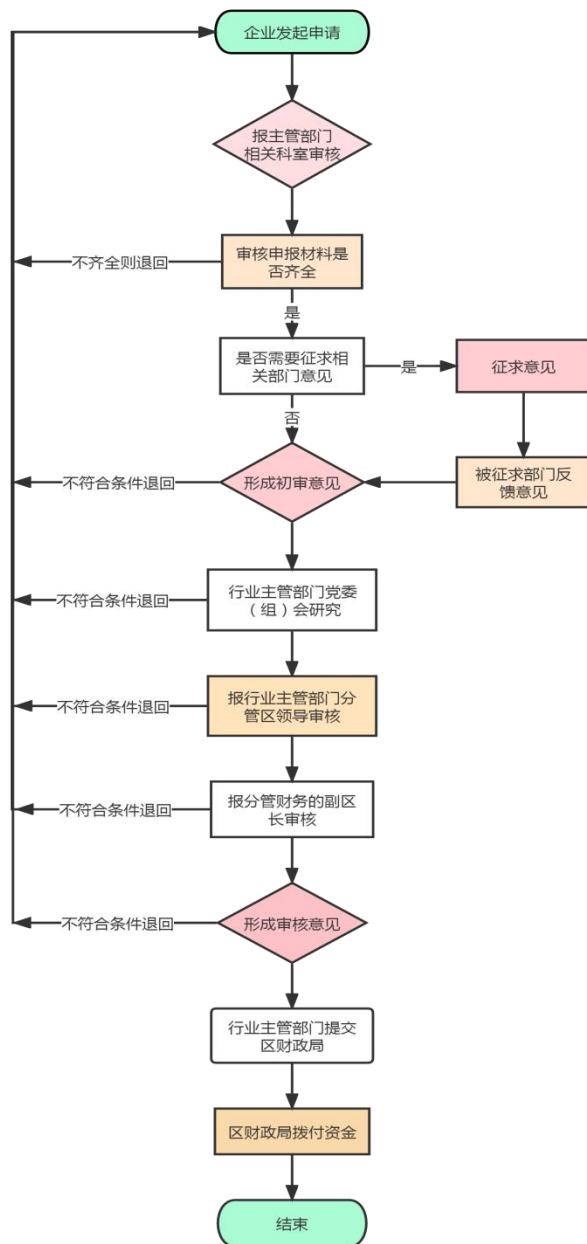 企业发起申请
报主管部门
相关科室审核
不齐全则退回
审核申报材料是
否齐全
是
是否需要征求相
关部门意见
是
征求意见
否
不符合条件退回
形成初审意见
被征求部门反
馈意见
不符合条件退回
行业主管部门党委
（组）会研究
不符合条件退回
报行业主管部门分
管区领导审核
不符合条件退回
报分管财务的副区
长审核
不符合条件退回
形成审核意见
行业主管部门提交
区财政局
区财政局拨付资金
结束